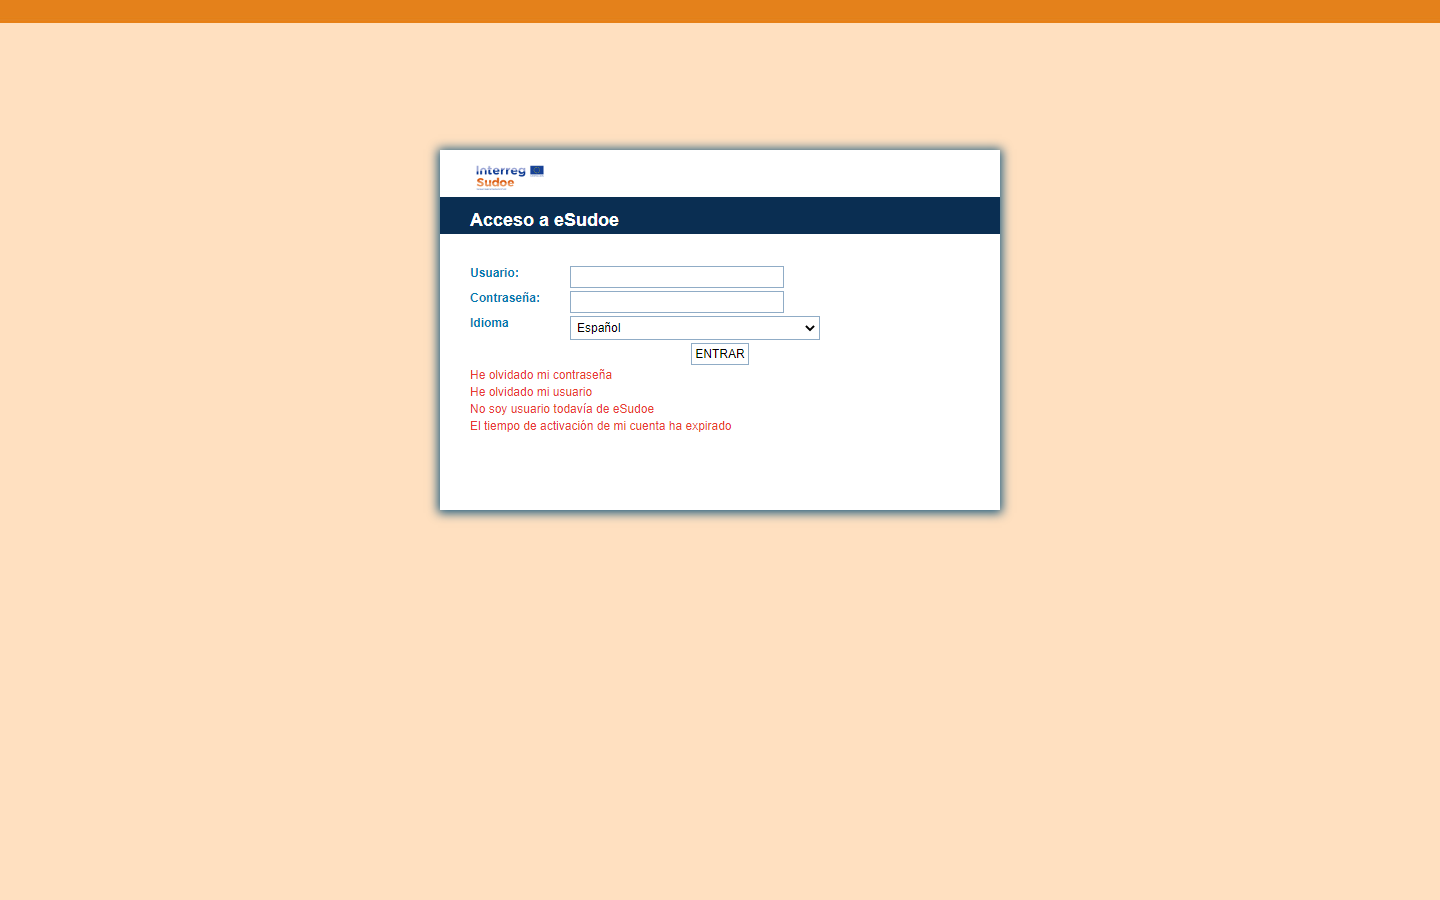 Interreg
Sudoe
Acceso a eSudoe
Usuario:
Contraseña:
Idioma
Español
ENTRAR
He olvidado mi contraseña
He olvidado mi usuario
No soy usuario todavía de eSudoe
El tiempo de activación de mi cuenta ha expirado